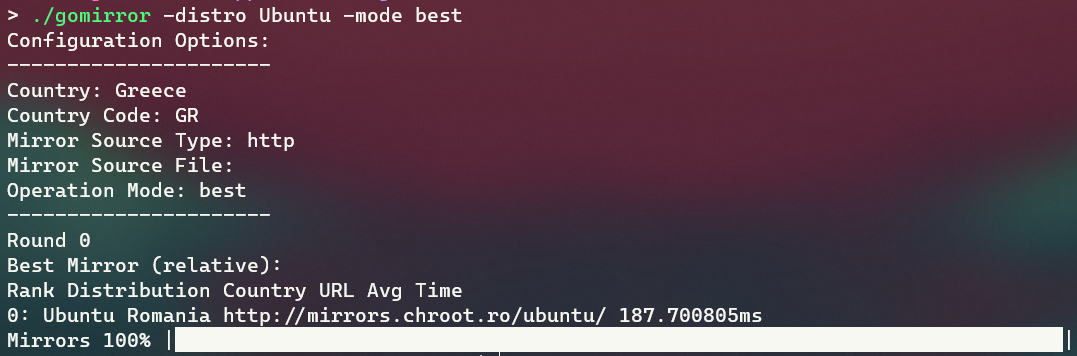 > ./gomirror -distro Ubuntu -mode best
Configuration Options:
----------------------
Country: Greece
Country Code: GR
Mirror Source Type: http
Mirror Source File:
Operation Mode: best
----------------------
Round 0
Best Mirror (relative):
Rank Distribution Country URL Avg Time
0: Ubuntu Romania http://mirrors.chroot.ro/ubuntu/ 187.700805ms
Mirrors 100% | |